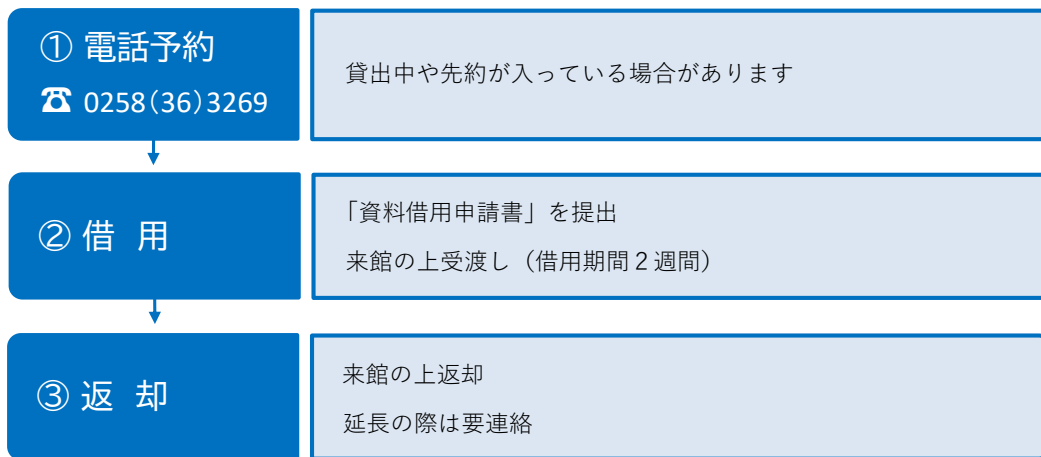 ① 電話予約
☎ 0258(36)3269
貸出中や先約が入っている場合があります
② 借 用
「資料借用申請書」を提出
来館の上受渡し（借用期間２週間）
③ 返 却
来館の上返却
延長の際は要連絡